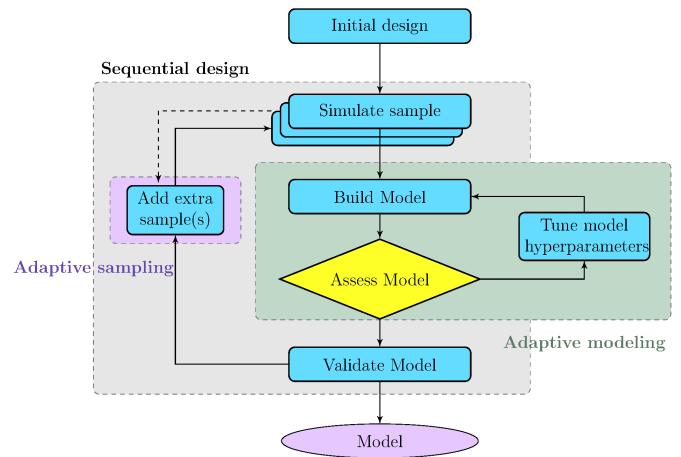 Initial design
Sequential design
Simulate sample
Build Model
Add extra
sample(s)
Tune model
hyperparameters
Adaptive sampling
Assess Model
Adaptive modeling
Validate Model
Model